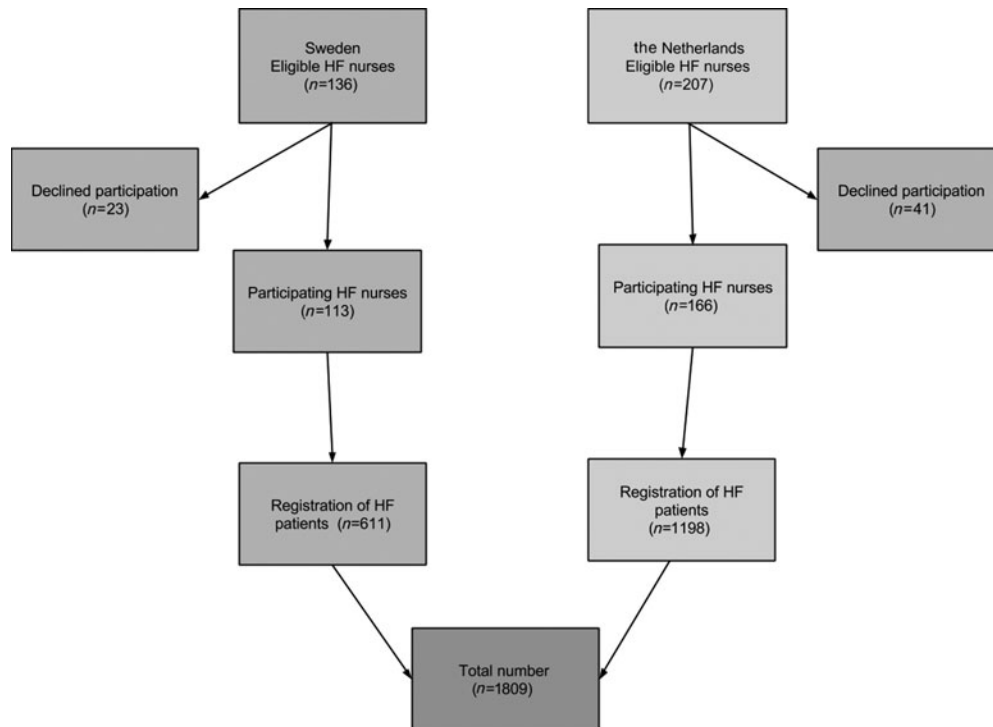 Sweden
Eligible HF nurses
(n=136)
the Netherlands
Eligible HF nurses
(n=207)
Declined participation
(n=23)
Declined participation
(n=41)
Participating HF nurses
(n=113)
Participating HF nurses
(n=166)
Registration of HF
patients (n=611)
Registration of HF
patients
(n=1198)
Total number
(n=1809)